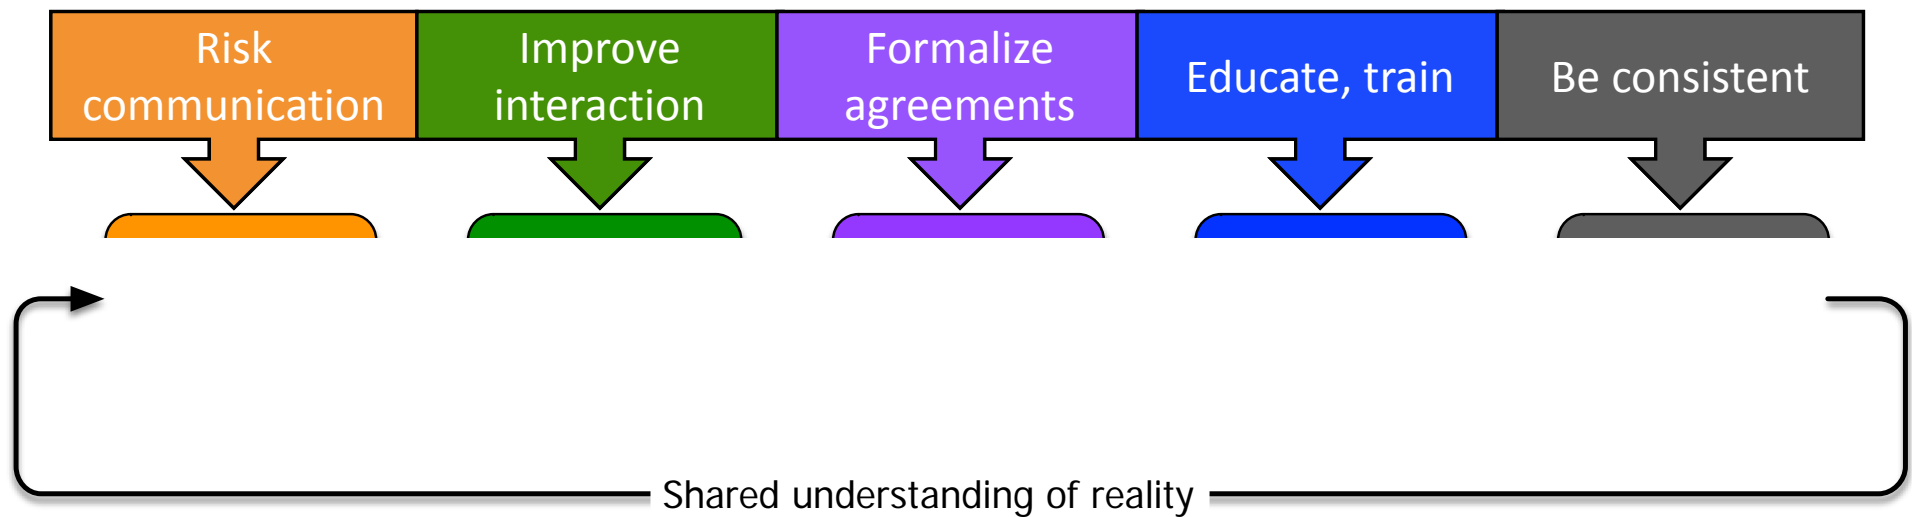 Risk
communication
Improve
interaction
Formalize
agreements
Educate, train
Be consistent
Shared understanding of reality